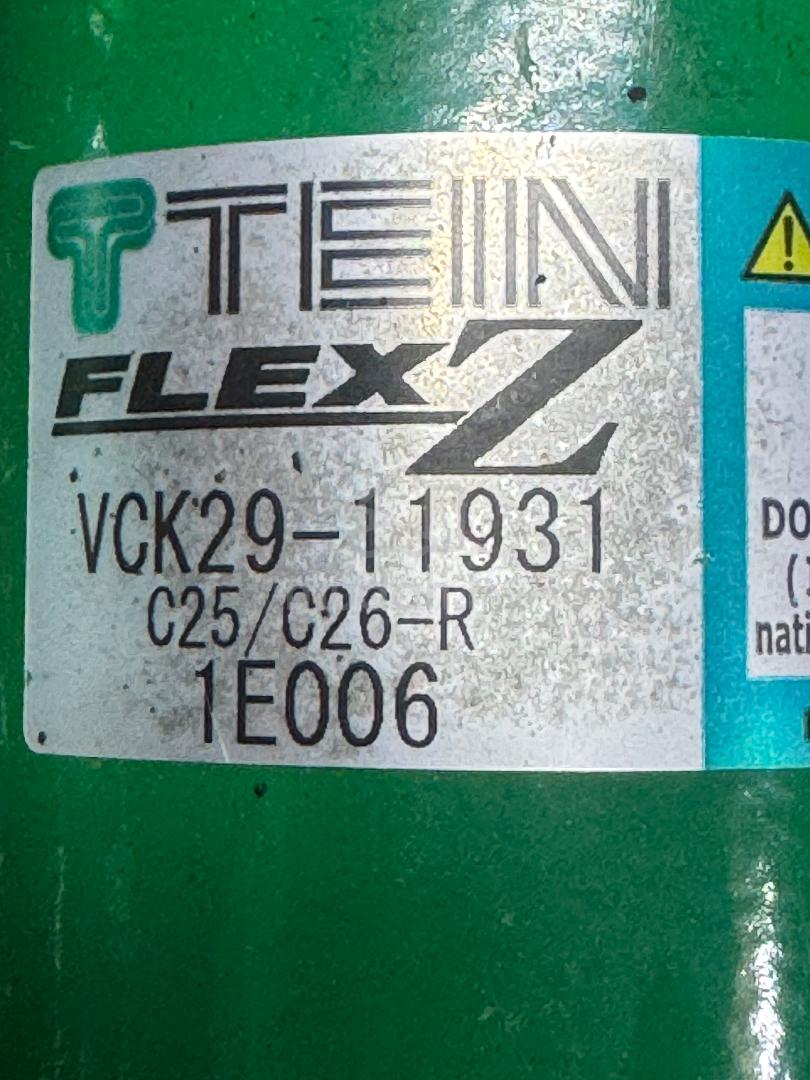 TEIN
FLEX Z
VCK29-11931
C25/C26-R
1E006
DO
nati